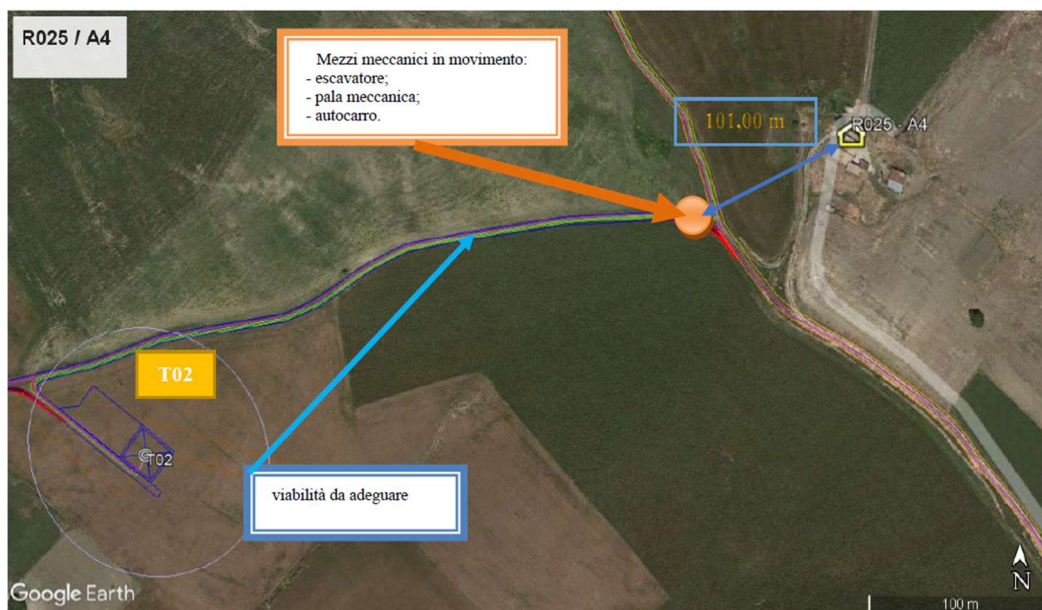 R025 / A4
Mezzi meccanici in movimento:
- escavatore;
- pala meccanica;
- autocarro.
101,00 m
R025 - A4
T02
T02
viabilità da adeguare
Google Earth
N
100 m